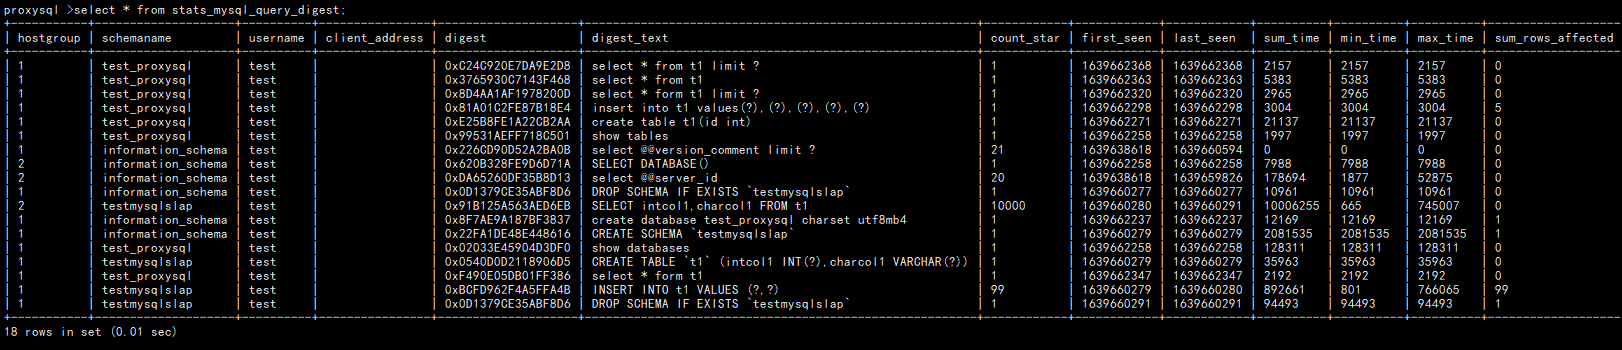 proxysql >select * from stats_mysql_query_digest;
| hostgroup | schemaname | username | client_address | digest | digest_text | count_star | first_seen | last_seen | sum_time | min_time | max_time | sum_rows_affected
| 1 | test_proxysql | test | | 0xC24C920E7DA9E2D8 | select * from t1 limit ? | 1 | 1639662368 | 1639662368 | 2157 | 2157 | 2157 | 0
| 1 | test_proxysql | test | | 0x3765930C7143F468 | select * from t1 | 1 | 1639662363 | 1639662363 | 5383 | 5383 | 5383 | 0
| 1 | test_proxysql | test | | 0x8D4AA1AF1978200D | select * form t1 limit ? | 1 | 1639662320 | 1639662320 | 2965 | 2965 | 2965 | 0
| 1 | test_proxysql | test | | 0x81A01C2FE87B18E4 | insert into t1 values(?),(?),(?),(?),(?) | 1 | 1639662298 | 1639662298 | 3004 | 3004 | 3004 | 5
| 1 | test_proxysql | test | | 0xE25B8FE1A22CB2AA | create table t1(id int) | 1 | 1639662271 | 1639662271 | 21137 | 21137 | 21137 | 0
| 1 | test_proxysql | test | | 0x99531AEFF718C501 | show tables | 1 | 1639662258 | 1639662258 | 1997 | 1997 | 1997 | 0
| 1 | information_schema | test | | 0x226CD90D52A2BA0B | select @@version_comment limit ? | 21 | 1639638618 | 1639660594 | 0 | 0 | 0 | 0
| 2 | information_schema | test | | 0x620B328FE9D6D71A | SELECT DATABASE() | 1 | 1639662258 | 1639662258 | 7988 | 7988 | 7988 | 0
| 2 | information_schema | test | | 0xDA65260DF35B8D13 | select @@server_id | 20 | 1639638618 | 1639659826 | 178694 | 1877 | 52875 | 0
| 1 | information_schema | test | | 0x0D1379CE35ABF8D6 | DROP SCHEMA IF EXISTS `testmysqlslap` | 1 | 1639660277 | 1639660277 | 10961 | 10961 | 10961 | 0
| 2 | testmysqlslap | test | | 0x91B125A563AED6EB | SELECT intcol1,charcol1 FROM t1 | 10000 | 1639660280 | 1639660291 | 10006255 | 665 | 745007 | 0
| 1 | information_schema | test | | 0x8F7AE9A187BF3837 | create database test_proxysql charset utf8mb4 | 1 | 1639662237 | 1639662237 | 12169 | 12169 | 12169 | 1
| 1 | information_schema | test | | 0x22FA1DE48E448616 | CREATE SCHEMA `testmysqlslap` | 1 | 1639660279 | 1639660279 | 2081535 | 2081535 | 2081535 | 1
| 1 | test_proxysql | test | | 0x02033E45904D3DF0 | show databases | 1 | 1639662258 | 1639662258 | 128311 | 128311 | 128311 | 0
| 1 | testmysqlslap | test | | 0x0540D0D2118906D5 | CREATE TABLE `t1` (intcol1 INT(?),charcol1 VARCHAR(?)) | 1 | 1639660279 | 1639660279 | 35963 | 35963 | 35963 | 0
| 1 | test_proxysql | test | | 0xF490E05DB01FF386 | select * form t1 | 1 | 1639662347 | 1639662347 | 2192 | 2192 | 2192 | 0
| 1 | testmysqlslap | test | | 0xBCFD962F4A5FFA4B | INSERT INTO t1 VALUES (?,?) | 99 | 1639660279 | 1639660280 | 892661 | 801 | 766065 | 99
| 1 | testmysqlslap | test | | 0x0D1379CE35ABF8D6 | DROP SCHEMA IF EXISTS `testmysqlslap` | 1 | 1639660291 | 1639660291 | 94493 | 94493 | 94493 | 1
18 rows in set (0.01 sec)